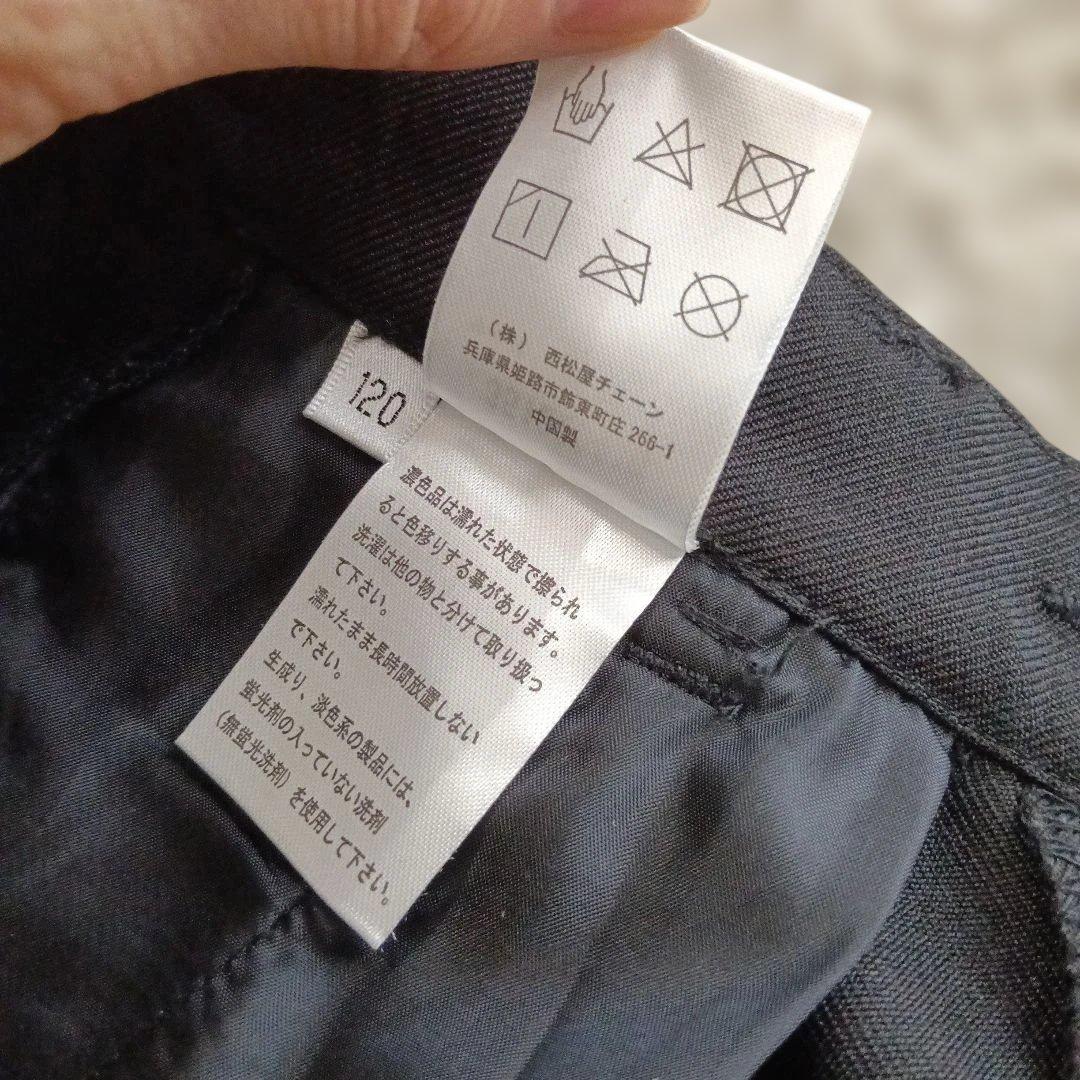 （株） 西松屋チェーン
兵庫県姫路市飾東町庄 266-1
中国製
120
濃色品は濡れた状態で擦られ
ると色移りする事があります。
洗濯は他の物と分けて取り扱っ
て下さい。
濡れたまま長時間放置しない
で下さい。
生成り、淡色系の製品には、
蛍光剤の入っていない洗剤
（無蛍光洗剤）を使用して下さい。